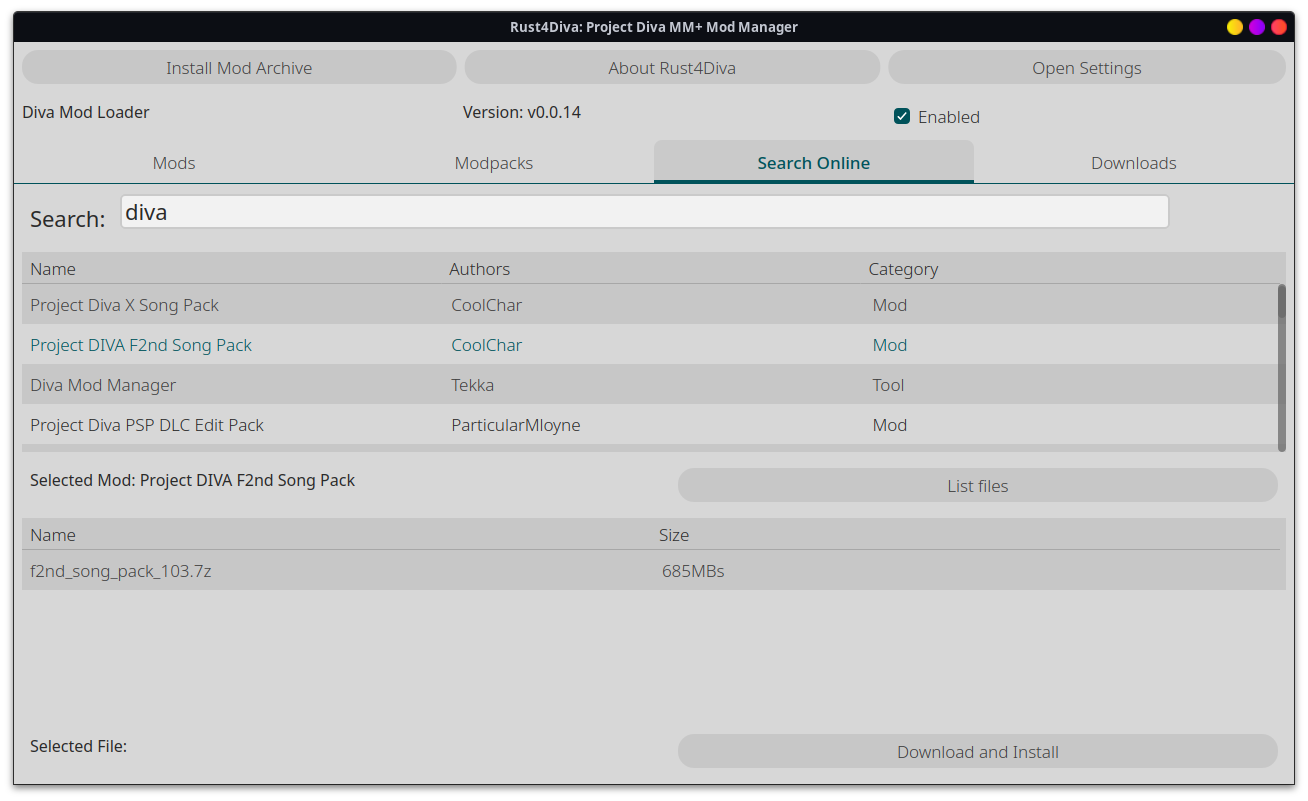 Rust4Diva: Project Diva MM+ Mod Manager
Install Mod Archive About Rust4Diva Open Settings
Diva Mod Loader Version: v0.0.14 Enabled
Mods Modpacks Search Online Downloads
Search: diva
Name Authors Category
Project Diva X Song Pack CoolChar Mod
Project DIVA F2nd Song Pack CoolChar Mod
Diva Mod Manager Tekka Tool
Project Diva PSP DLC Edit Pack ParticularMloyne Mod
Selected Mod: Project DIVA F2nd Song Pack List files
Name Size
f2nd_song_pack_103.7z 685MBs
Selected File: Download and Install